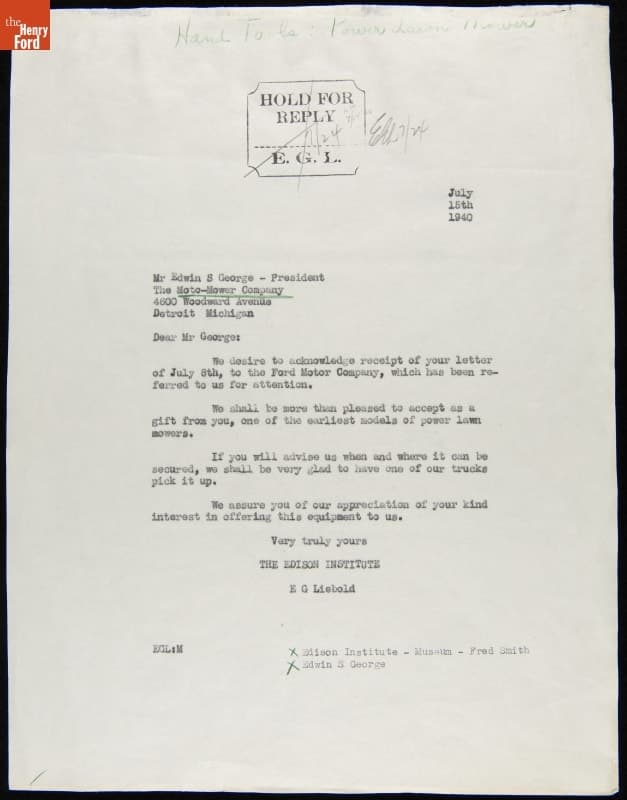 the
Henry
Ford
Hand Tools: Power Lawn Mowers
HOLD FOR
REPLY
7/24
7/24
E. G. L.
July
15th
1940
Mr Edwin S George - President
The Moto-Mower Company
4600 Woodward Avenue
Detroit Michigan
Dear Mr George:
We desire to acknowledge receipt of your letter
of July 8th, to the Ford Motor Company, which has been re-
ferred to us for attention.
We shall be more than pleased to accept as a
gift from you, one of the earliest models of power lawn
mowers.
If you will advise us when and where it can be
secured, we shall be very glad to have one of our trucks
pick it up.
We assure you of our appreciation of your kind
interest in offering this equipment to us.
Very truly yours
THE EDISON INSTITUTE
E G Liebold
EGL:M
Edison Institute - Museum - Fred Smith
Edwin S George